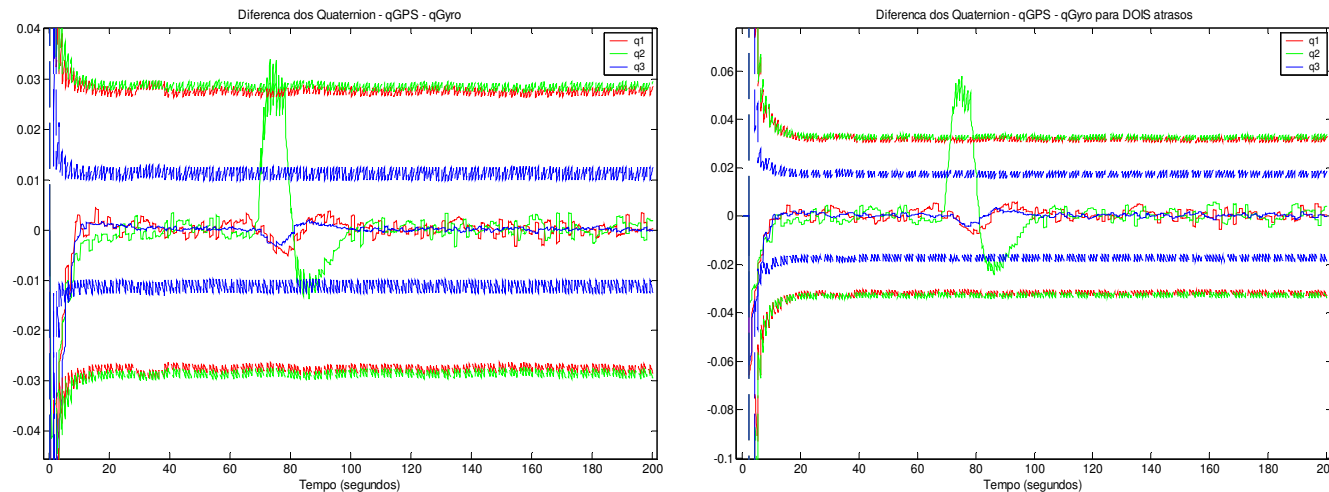 Diferenca dos Quaternion - qGPS - qGyro
0.04
0.03
0.02
0.01
0
-0.01
-0.02
-0.03
-0.04
0 20 40 60 80 100 120 140 160 180 200
Tempo (segundos)
q1
q2
q3
Diferenca dos Quaternion - qGPS - qGyro para DOIS atrasos
0.06
0.04
0.02
0
-0.02
-0.04
-0.06
-0.08
-0.1
0 20 40 60 80 100 120 140 160 180 20
Tempo (segundos)
q1
q2
q3